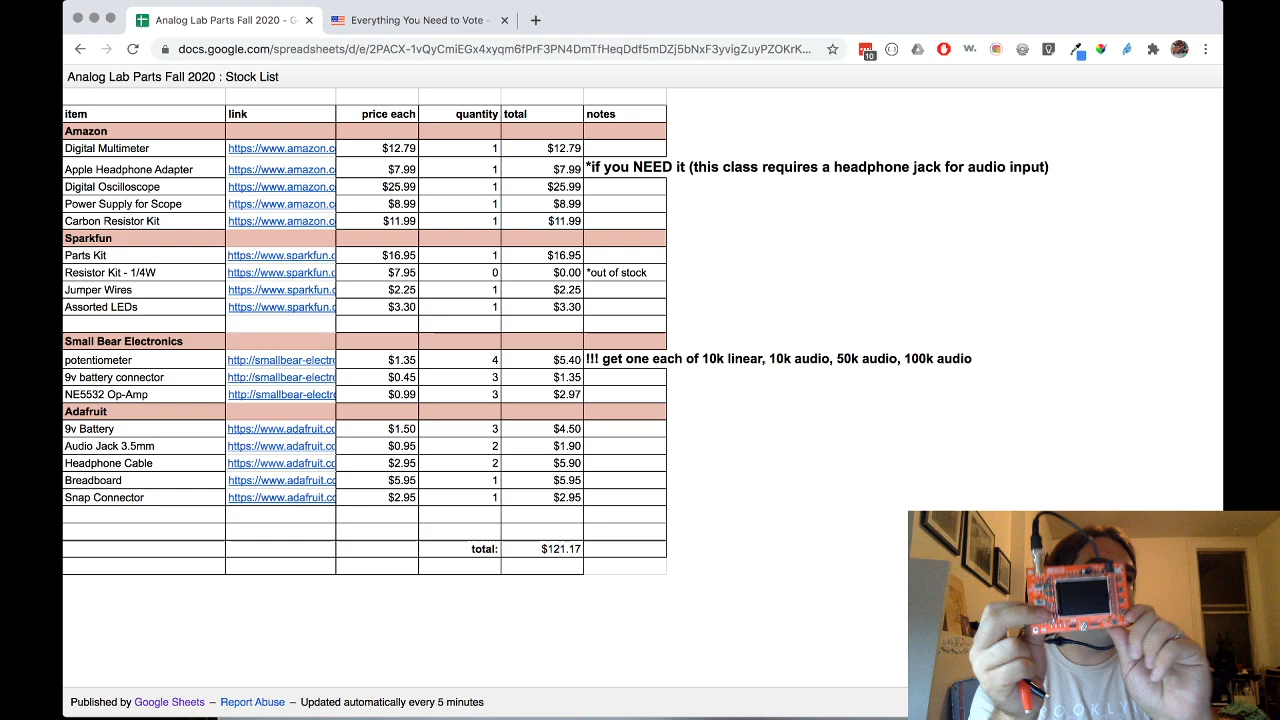 Analog Lab Parts Fall 2020 - G
Everything You Need to Vote -
docs.google.com/spreadsheets/d/e/2PACX-1vQyCmiEGx4xyqm6fPrF3PN4DmTfHeqDdf5mDZj5bNxF3yvigZuyPZOKrK...
10
w.
Analog Lab Parts Fall 2020 : Stock List
item link price each quantity total notes
Amazon
Digital Multimeter https://www.amazon.c $12.79 1 $12.79
Apple Headphone Adapter https://www.amazon.c $7.99 1 $7.99 *if you NEED it (this class requires a headphone jack for audio input)
Digital Oscilloscope https://www.amazon.c $25.99 1 $25.99
Power Supply for Scope https://www.amazon.c $8.99 1 $8.99
Carbon Resistor Kit https://www.amazon.c $11.99 1 $11.99
Sparkfun
Parts Kit https://www.sparkfun.c $16.95 1 $16.95
Resistor Kit - 1/4W https://www.sparkfun.c $7.95 0 $0.00 *out of stock
Jumper Wires https://www.sparkfun.c $2.25 1 $2.25
Assorted LEDs https://www.sparkfun.c $3.30 1 $3.30
Small Bear Electronics
potentiometer http://smallbear-electr $1.35 4 $5.40 !!! get one each of 10k linear, 10k audio, 50k audio, 100k audio
9v battery connector http://smallbear-electr $0.45 3 $1.35
NE5532 Op-Amp http://smallbear-electr $0.99 3 $2.97
Adafruit
9v Battery https://www.adafruit.cc $1.50 3 $4.50
Audio Jack 3.5mm https://www.adafruit.cc $0.95 2 $1.90
Headphone Cable https://www.adafruit.cc $2.95 2 $5.90
Breadboard https://www.adafruit.cc $5.95 1 $5.95
Snap Connector https://www.adafruit.cc $2.95 1 $2.95
total: $121.17
Published by Google Sheets – Report Abuse – Updated automatically every 5 minutes